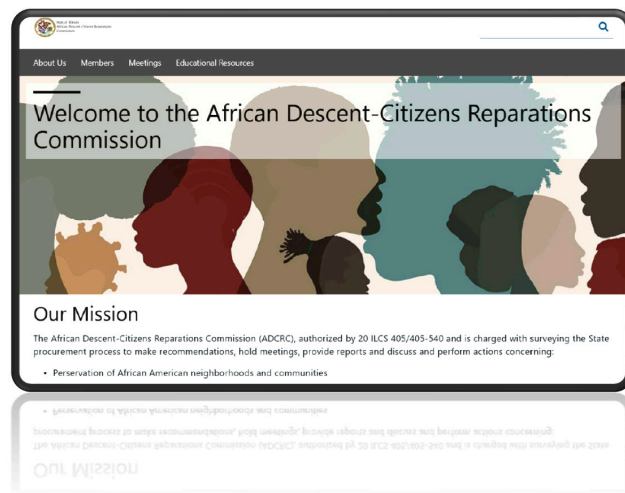 About Us Members Meetings Educational Resources
Welcome to the African Descent-Citizens Reparations
Commission
Our Mission
The African Descent-Citizens Reparations Commission (ADCRC), authorized by 20 ILCS 405/405-540 and is charged with surveying the State
procurement process to make recommendations, hold meetings, provide reports and discuss and perform actions concerning:
• Perservation of African American neighborhoods and communities